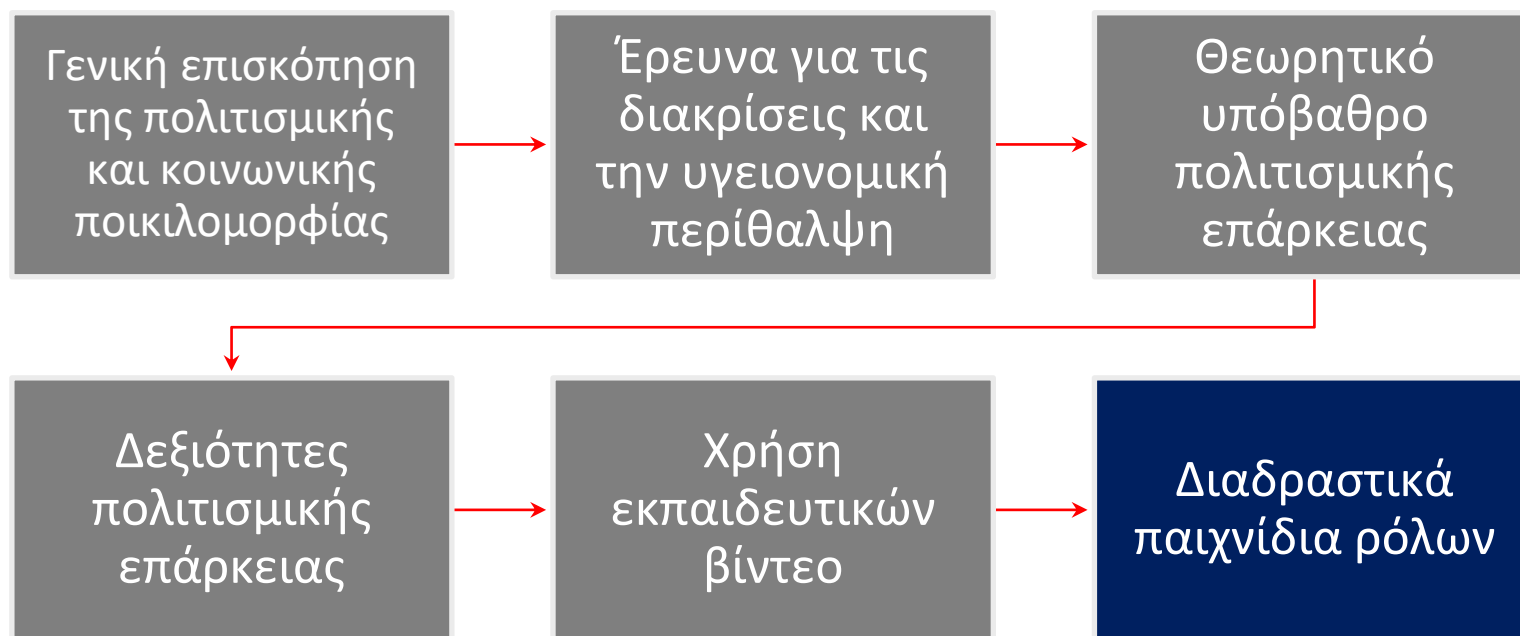 Γενική επισκόπηση
της πολιτισμικής
και κοινωνικής
ποικιλομορφίας
Έρευνα για τις
διακρίσεις και
την υγειονομική
περίθαλψη
Θεωρητικό
υπόβαθρο
πολιτισμικής
επάρκειας
Δεξιότητες
πολιτισμικής
επάρκειας
Χρήση
εκπαιδευτικών
βίντεο
Διαδραστικά
παιχνίδια ρόλων